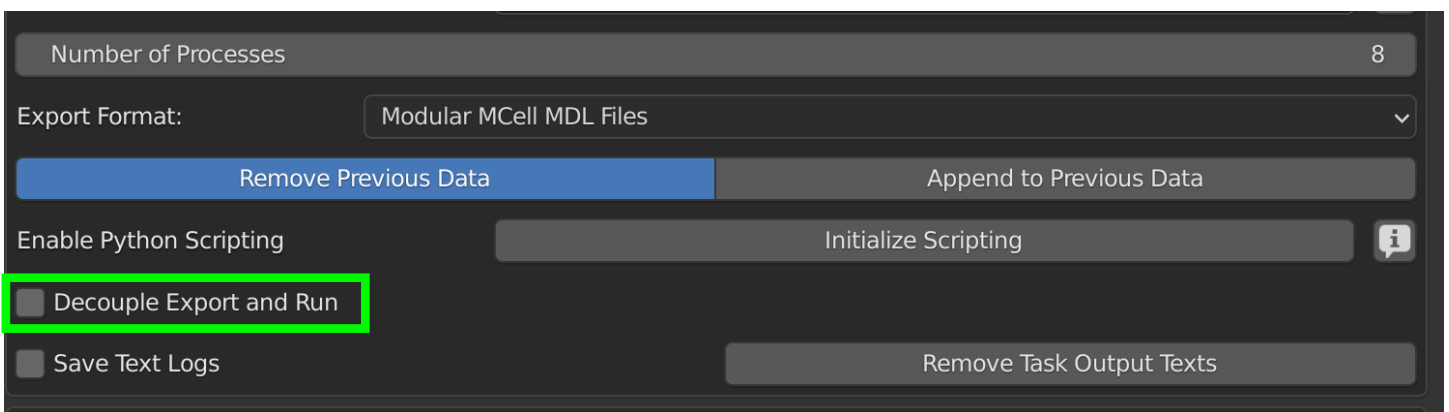 Number of Processes 8
Export Format: Modular MCell MDL Files
Remove Previous Data Append to Previous Data
Enable Python Scripting Initialize Scripting
Decouple Export and Run
Save Text Logs Remove Task Output Texts